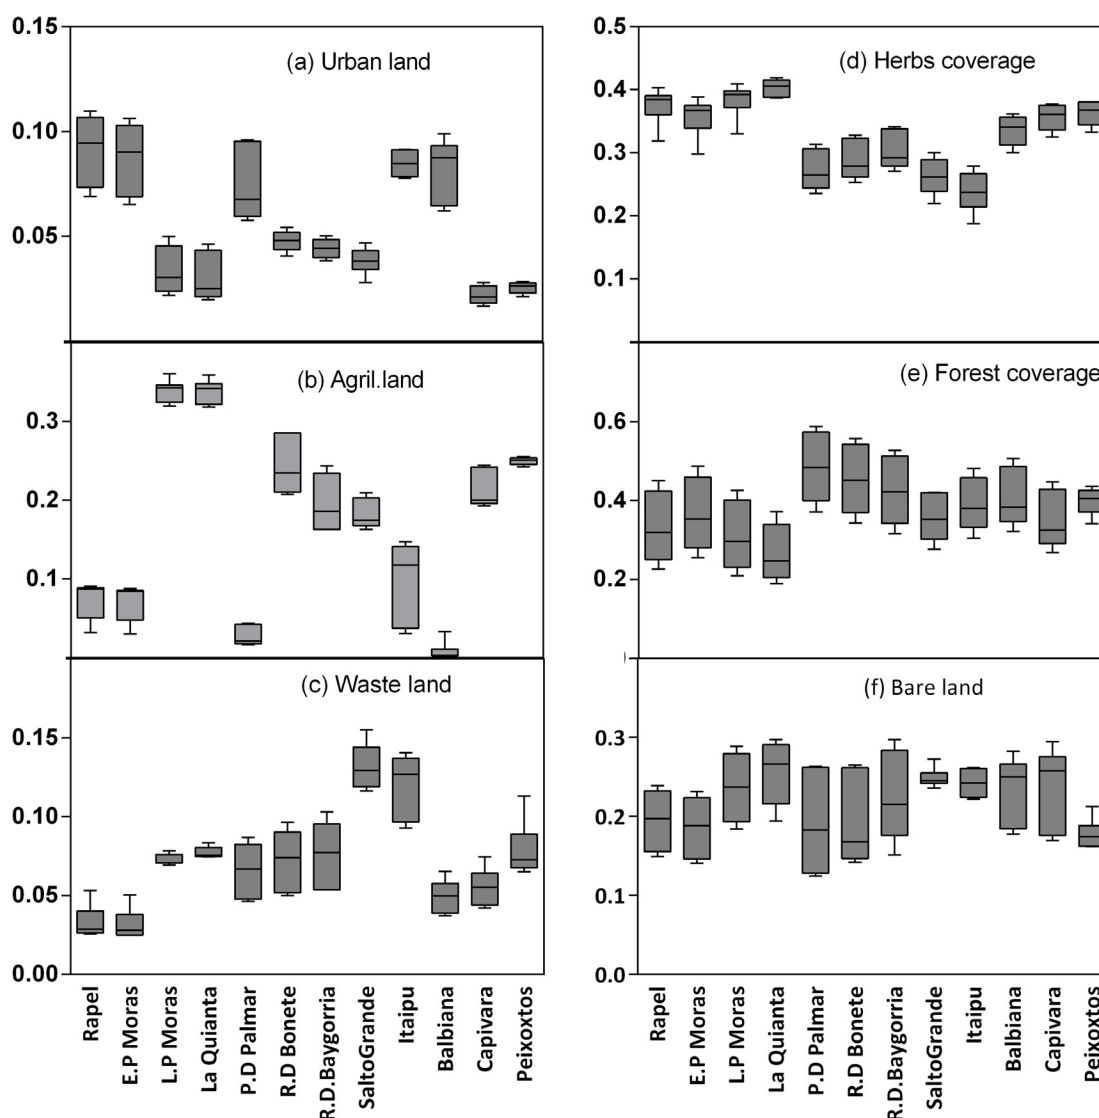 0.15
(a) Urban land
0.10
0.05
(b) Agril.land
0.3
0.2
0.1
(c) Waste land
0.15
0.10
0.05
0.00
Rapel
E.P Moras
L.P Moras
La Quianta
P.D Palmar
R.D Bonete
R.D.Baygorria
SaltoGrande
Itaipu
Balbiana
Capivara
Peixoxtos
0.5
(d) Herbs coverage
0.4
0.3
0.2
0.1
(e) Forest coverage
0.6
0.4
0.2
(f) Bare land
0.3
0.2
0.1
0.0
Rapel
E.P Moras
L.P Moras
La Quianta
P.D Palmar
R.D Bonete
R.D.Baygorria
SaltoGrande
Itaipu
Balbiana
Capivara
Peixoxtos